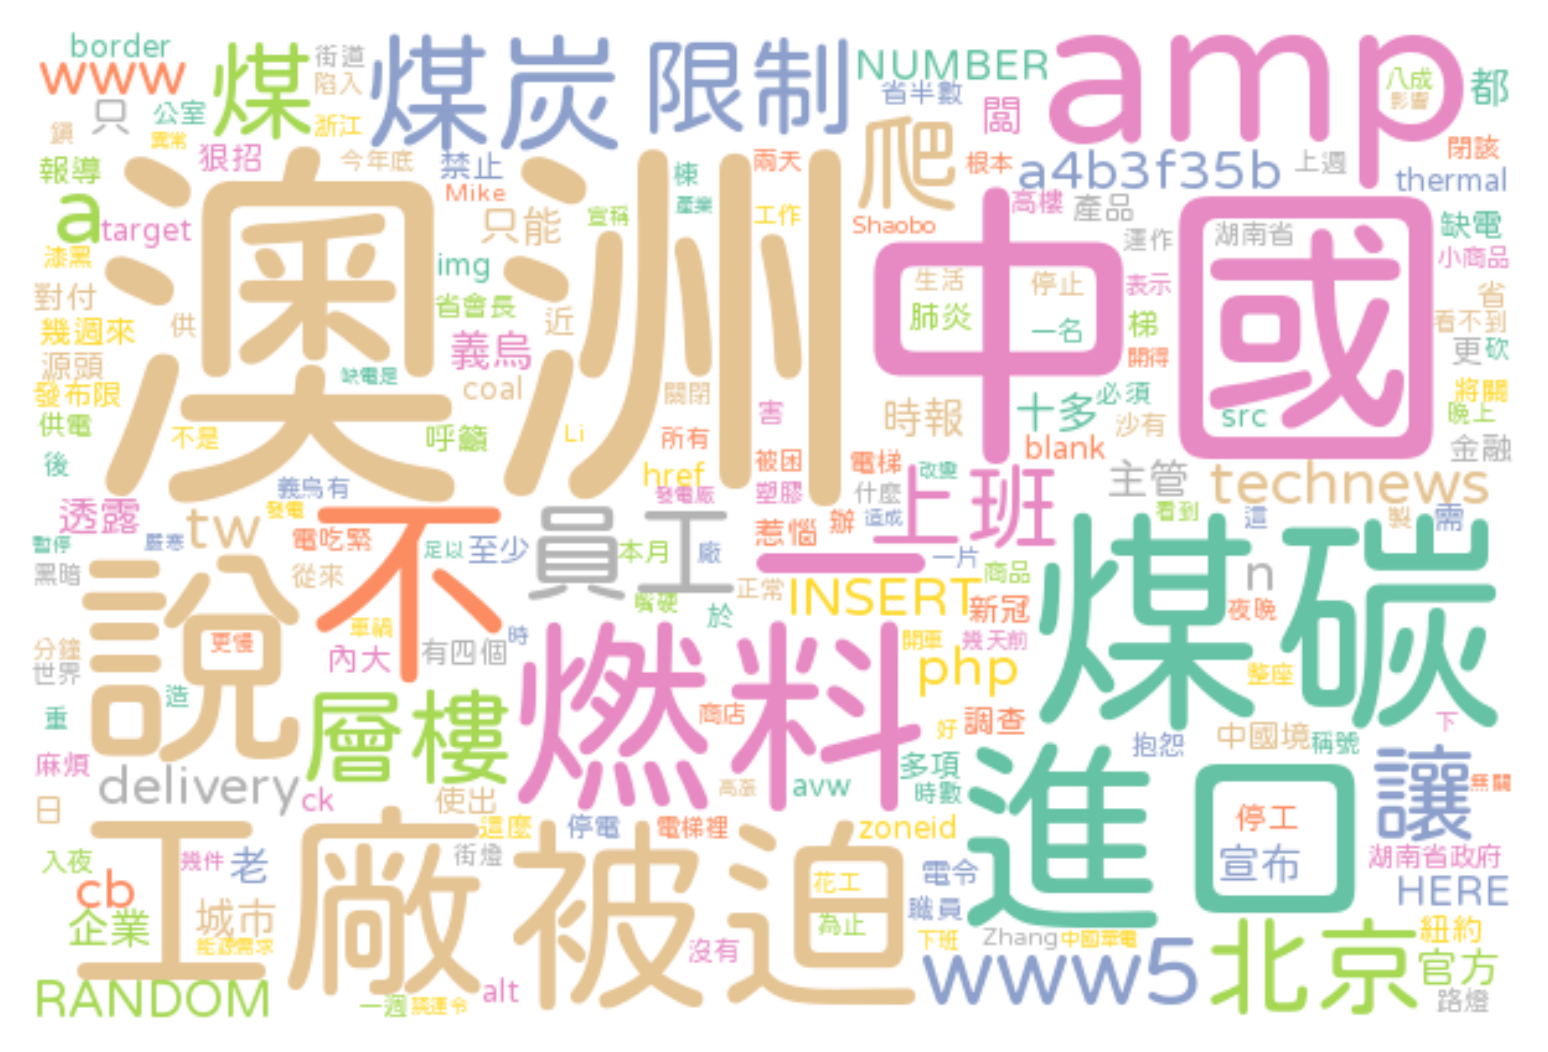 border
www
煤
街道
陷入
煤炭
限制
NUMBER
amp
八成
影響
都
只
公室
浙江
省半數
闆
鎖
異常
狠招
今年底
禁止
棟
兩天
爬
根本
a4b3f35b
上週
閉該
報導
thermal
a
target
Mike
產業
澳洲
只能
宣稱
工作
Shaobo
中國
高樓
產品
湖南省
缺電
漆黑
img
運作
小商品
對付
供
省會長
近
生活
停止
表示
省
幾週來
義烏
肺炎
一名
梯
看不到
源頭
缺電是
coal
關閉
開得
更
砍
發布限
害
時報
十多
必須
src
將關
供電
不是
呼籲
Li
所有
沙有
晚上
blank
金融
後
href
被困
電梯
改變
上班
主管
technews
義烏有
發電廠
塑膠
什麼
透露
tw
發電
不
員工
惹惱
辦
造成
看到
這
製
需
暫停
嚴寒
電吃緊
足以
至少
本月
廠
一
一片
煤碳
黑暗
說
從來
正常
INSERT
商品
n
嘴硬
於
新冠
夜晚
車禍
時
開車
幾天前
分鐘
更慢
內大
有四個
燃料
php
整座
世界
造
重
層樓
商店
好
調查
下
中國境
稱號
抱怨
麻煩
delivery
ck
使出
高漲
avw
多項
時數
進口
讓
無關
日
這麼
停電
電梯裡
zoneid
停工
工廠
被迫
入夜
幾件
老
街燈
宣布
湖南省政府
cb
花工
電令
HERE
企業
城市
職員
為止
能源需求
沒有
下班
Zhang
中國華電
紐約
www5
北京
官方
RANDOM
一週
禁運令
alt
路燈